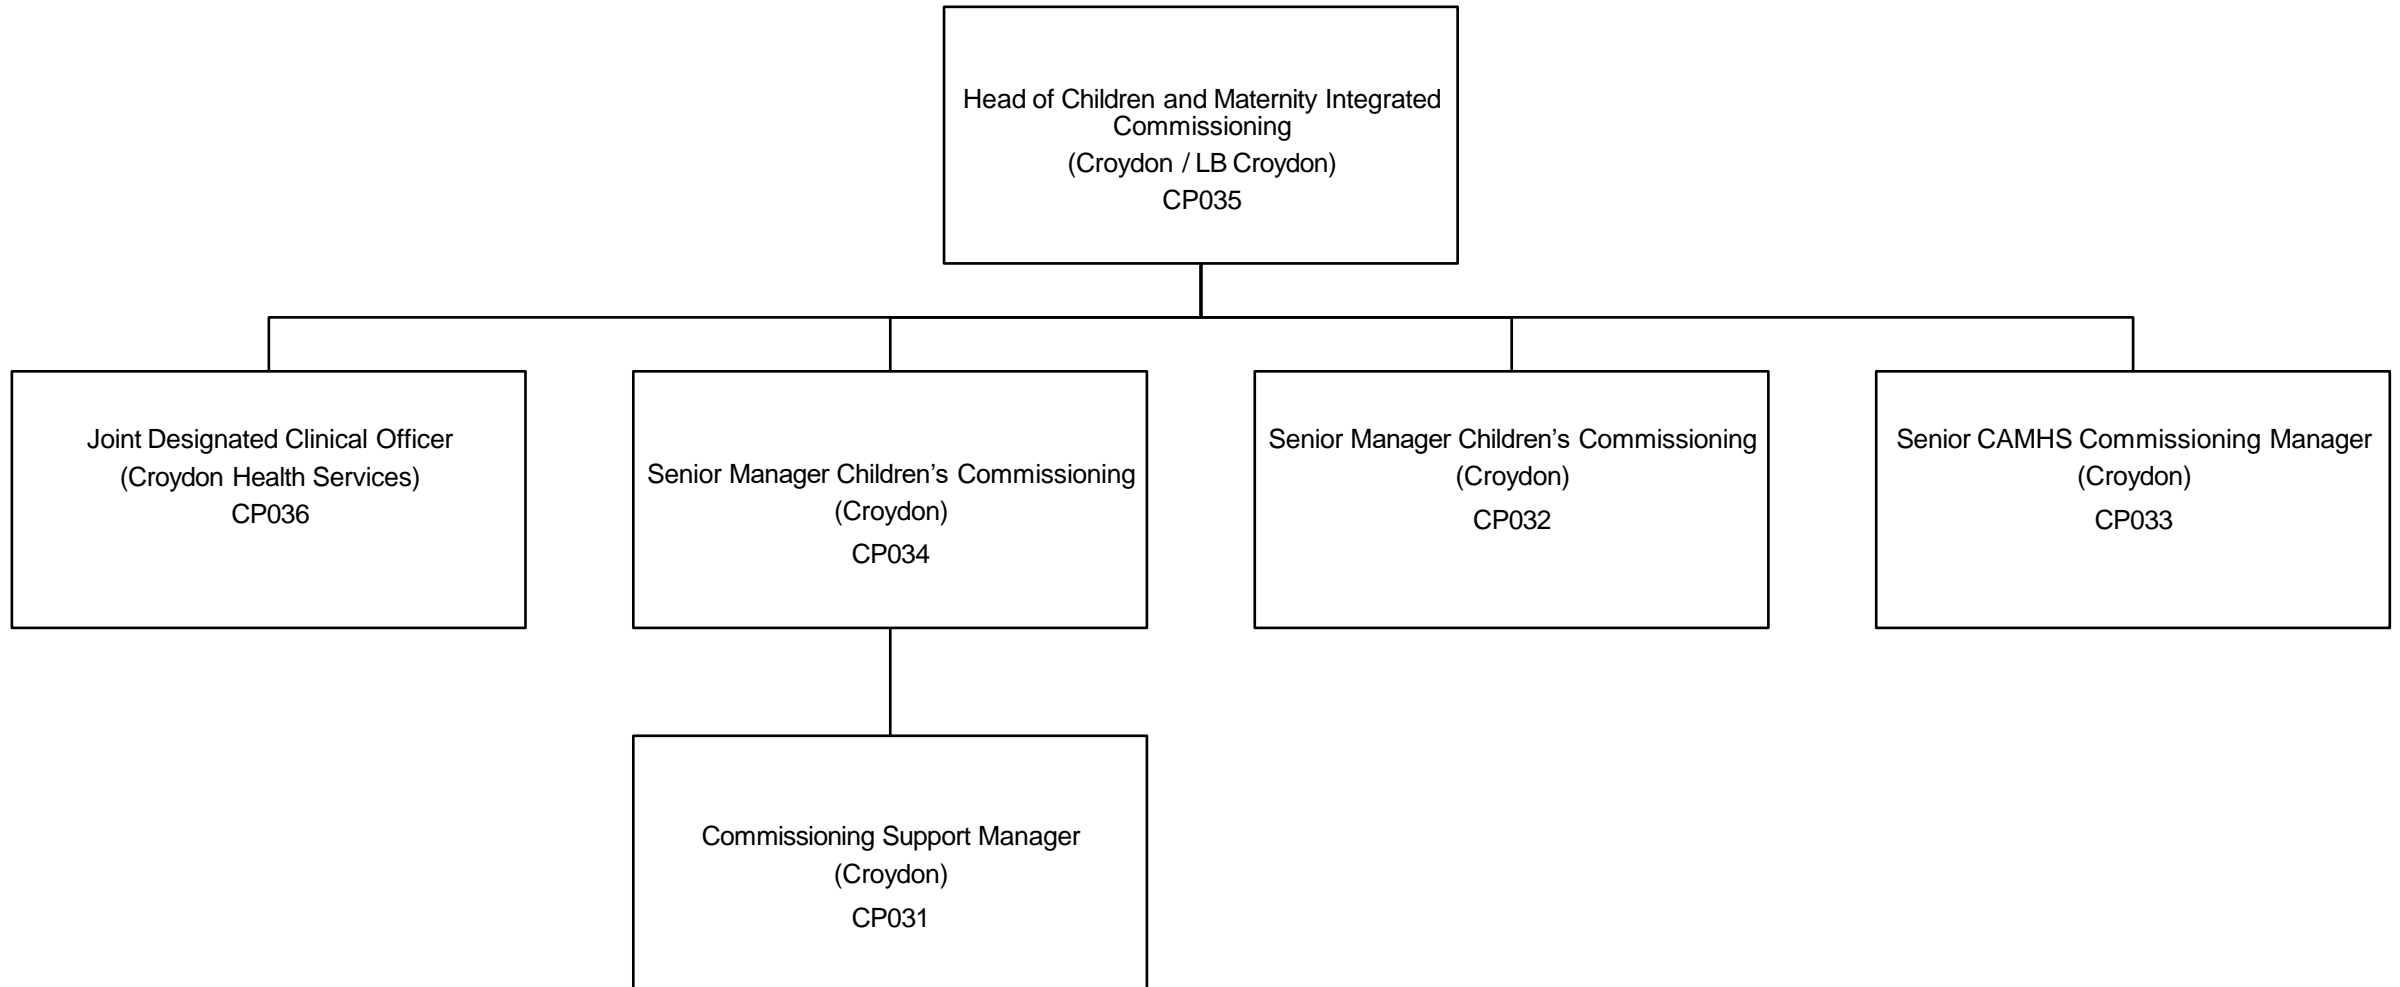 Head of Children and Maternity Integrated
Commissioning
(Croydon / LB Croydon)
CP035
Joint Designated Clinical Officer
(Croydon Health Services)
CP036
Senior Manager Children’s Commissioning
(Croydon)
CP034
Senior Manager Children’s Commissioning
(Croydon)
CP032
Senior CAMHS Commissioning Manager
(Croydon)
CP033
Commissioning Support Manager
(Croydon)
CP031